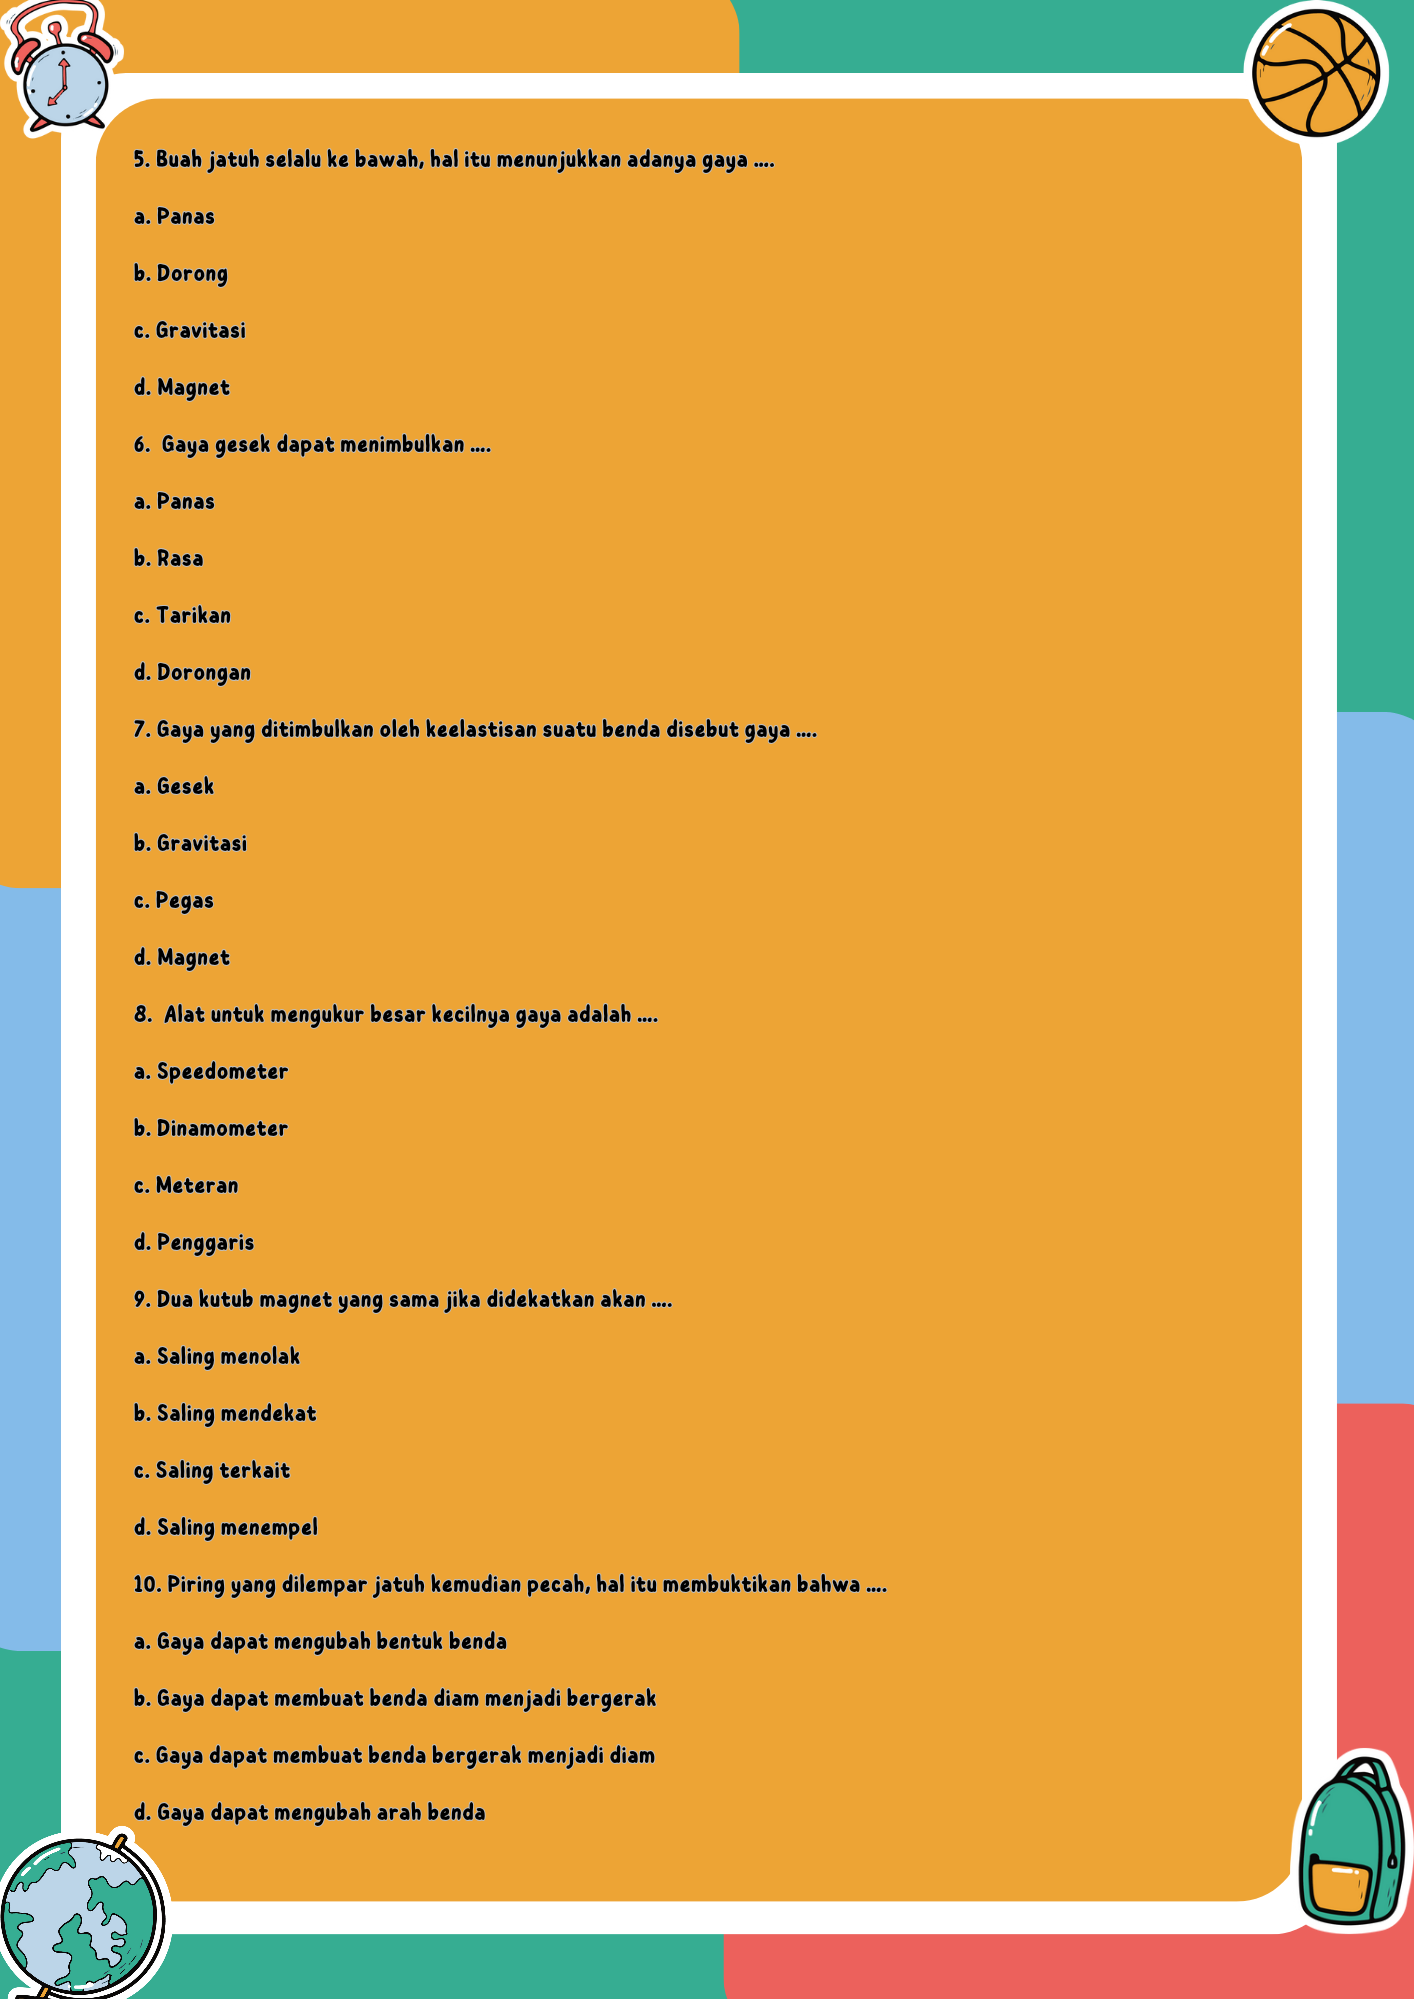 5. Buah jatuh selalu ke bawah, hal itu menunjukkan adanya gaya ....
a. Panas
b. Dorong
c. Gravitasi
d. Magnet
6.  Gaya gesek dapat menimbulkan ....
a. Panas
b. Rasa
c. Tarikan
d. Dorongan
7. Gaya yang ditimbulkan oleh keelastisan suatu benda disebut gaya ....
a. Gesek
b. Gravitasi
c. Pegas
d. Magnet
8.  Alat untuk mengukur besar kecilnya gaya adalah ....
a. Speedometer
b. Dinamometer
c. Meteran
d. Penggaris
9. Dua kutub magnet yang sama jika didekatkan akan ....
a. Saling menolak
b. Saling mendekat
c. Saling terkait
d. Saling menempel
10. Piring yang dilempar jatuh kemudian pecah, hal itu membuktikan bahwa ....
a. Gaya dapat mengubah bentuk benda
b. Gaya dapat membuat benda diam menjadi bergerak
c. Gaya dapat membuat benda bergerak menjadi diam
d. Gaya dapat mengubah arah benda